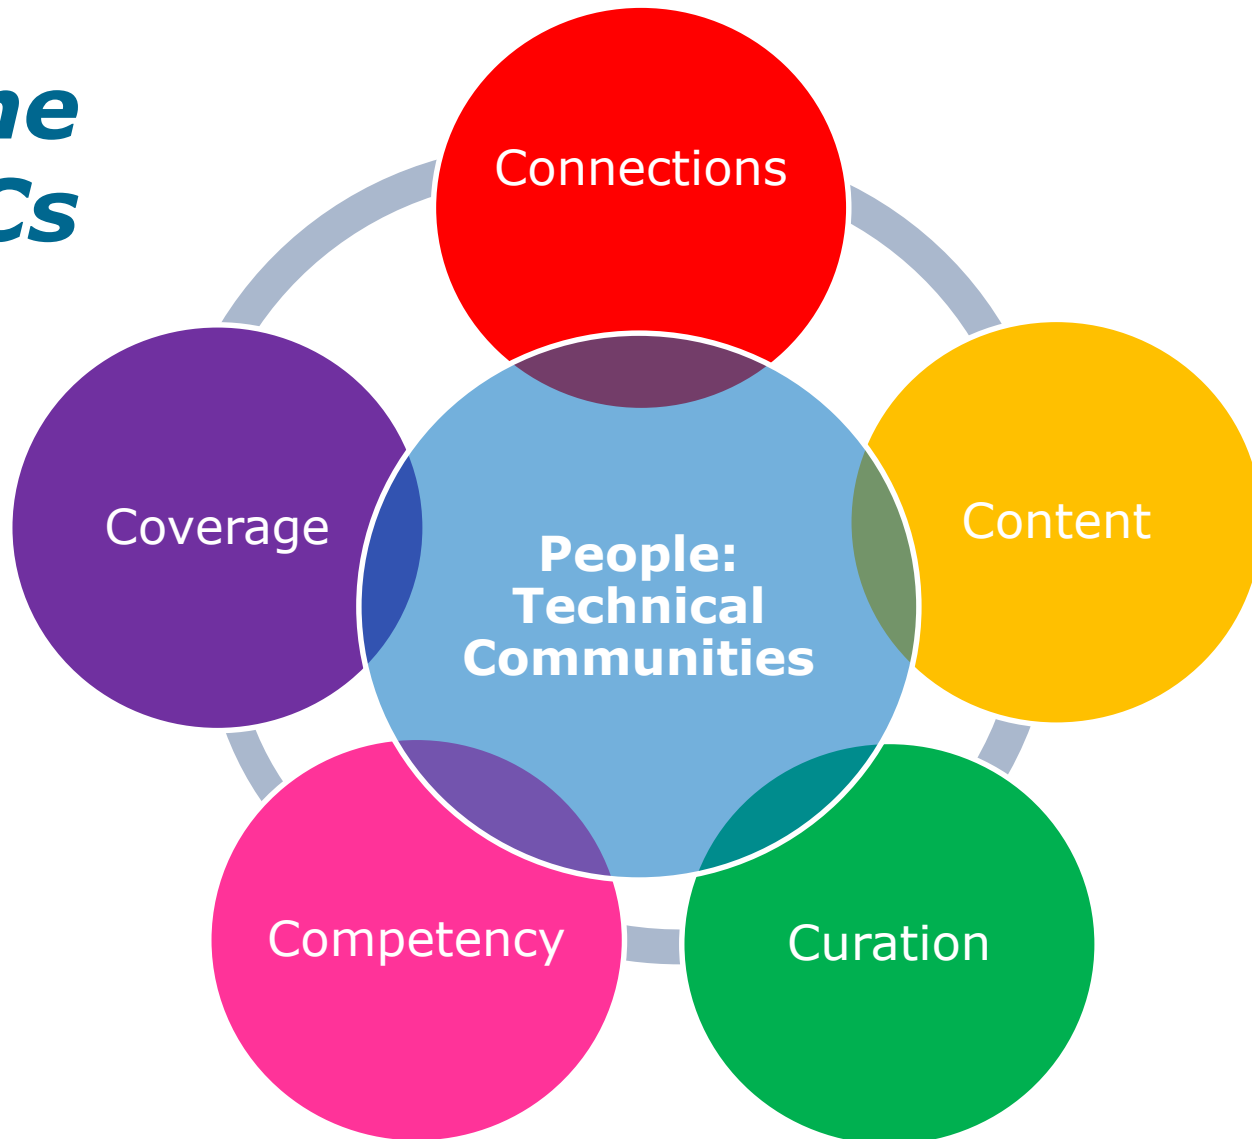 Connections
Coverage
Content
People:
Technical
Communities
Competency
Curation